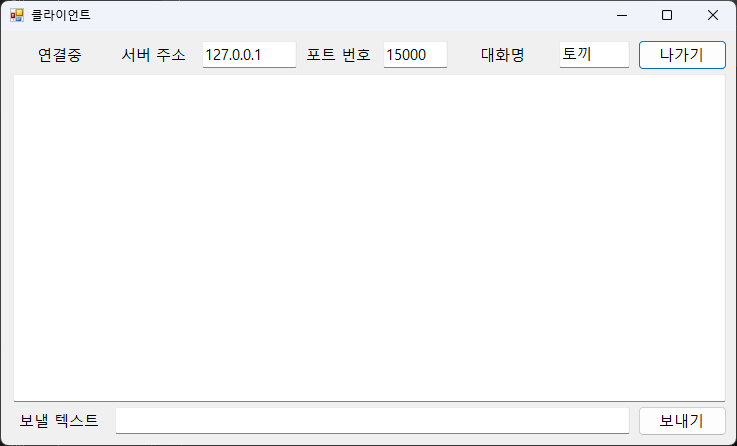 클라이언트
연결중 서버 주소 127.0.0.1 포트 번호 15000 대화명 토끼 나가기
보낼 텍스트 보내기